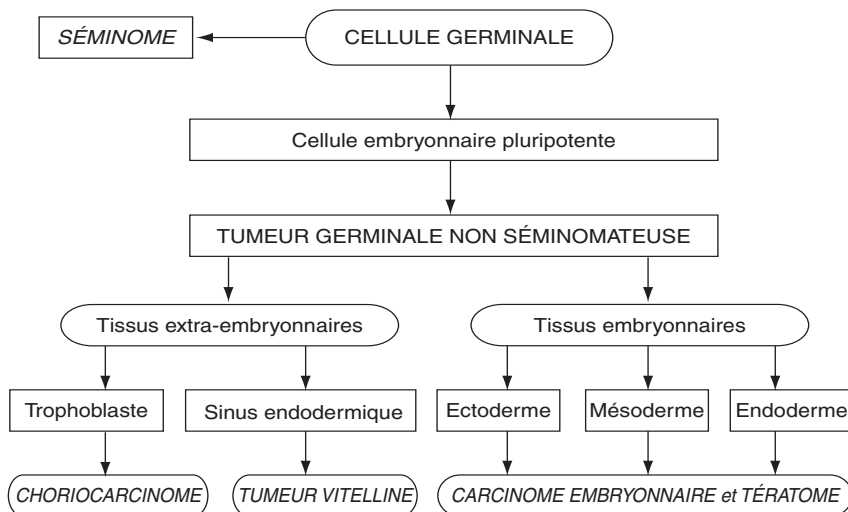 SÉMINOME
CELLULE GERMINALE
Cellule embryonnaire pluripotente
TUMEUR GERMINALE NON SÉMINOMATEUSE
Tissus extra-embryonnaires
Tissus embryonnaires
Trophoblaste
Sinus endodermique
Ectoderme
Mésoderme
Endoderme
CHORIOCARCINOME
TUMEUR VITELLINE
CARCINOME EMBRYONNAIRE et TÉRATOME